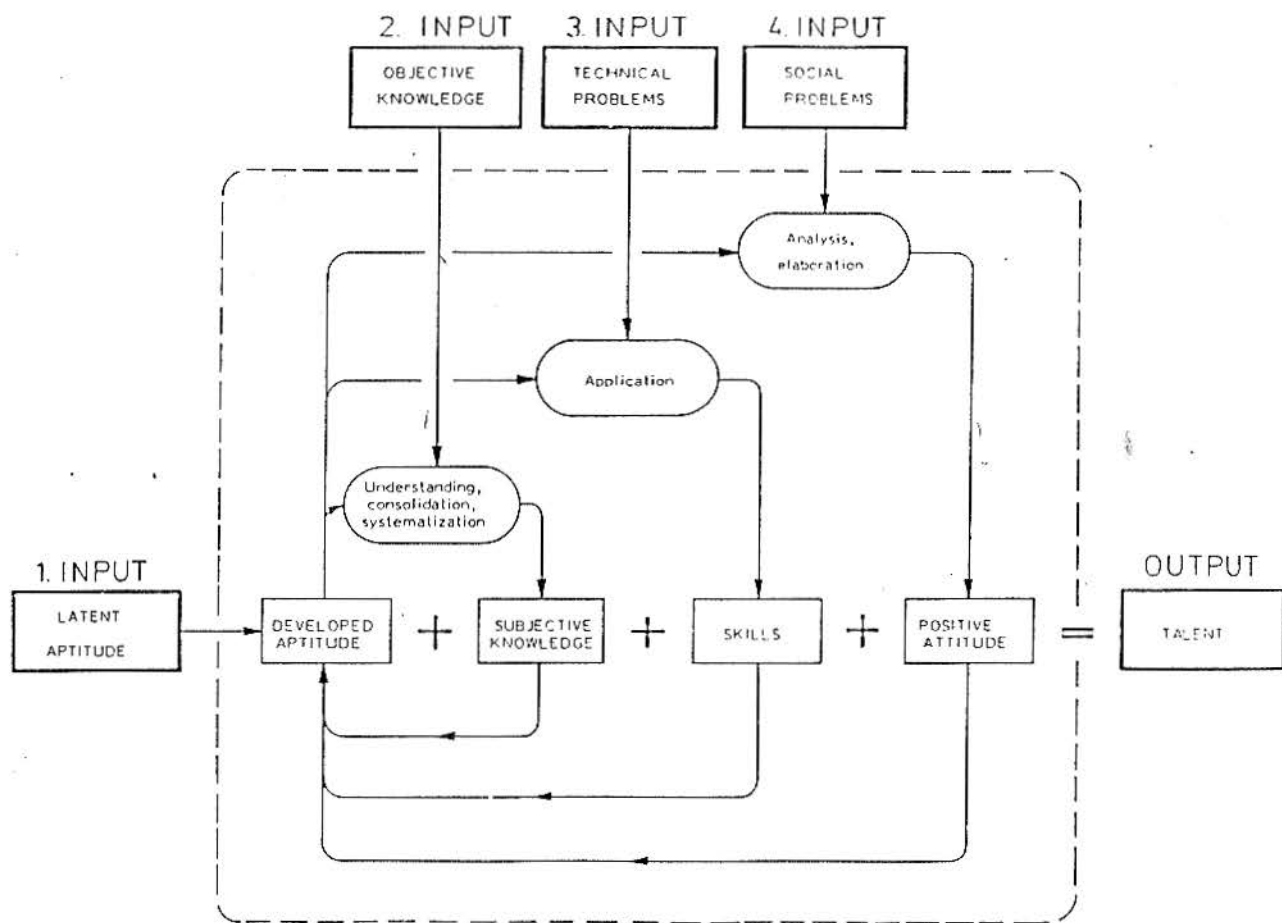 2. INPUT
3. INPUT
4. INPUT
OBJECTIVE
KNOWLEDGE
TECHNICAL
PROBLEMS
SOCIAL
PROBLEMS
Analysis,
elaboration
Application
Understanding,
consolidation,
systematization
1. INPUT
LATENT
APTITUDE
DEVELOPED
APTITUDE
+
SUBJECTIVE
KNOWLEDGE
+
SKILLS
+
POSITIVE
ATTITUDE
=
OUTPUT
TALENT